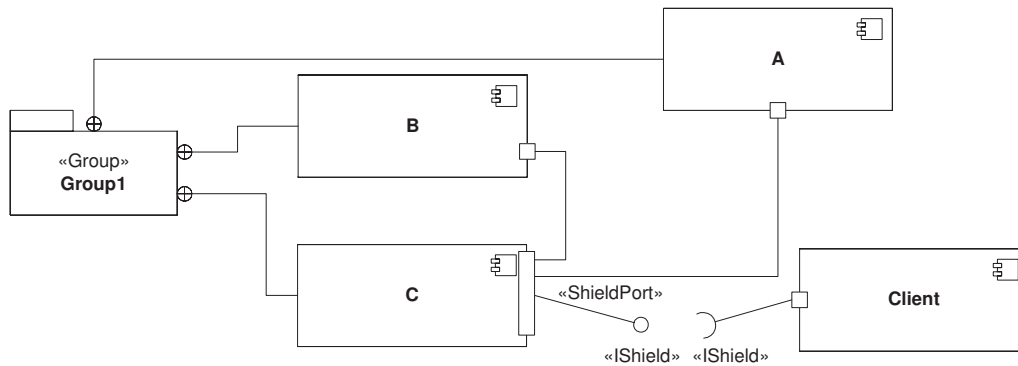 A
B
«Group»
Group1
C
«ShieldPort»
Client
«IShield» «IShield»